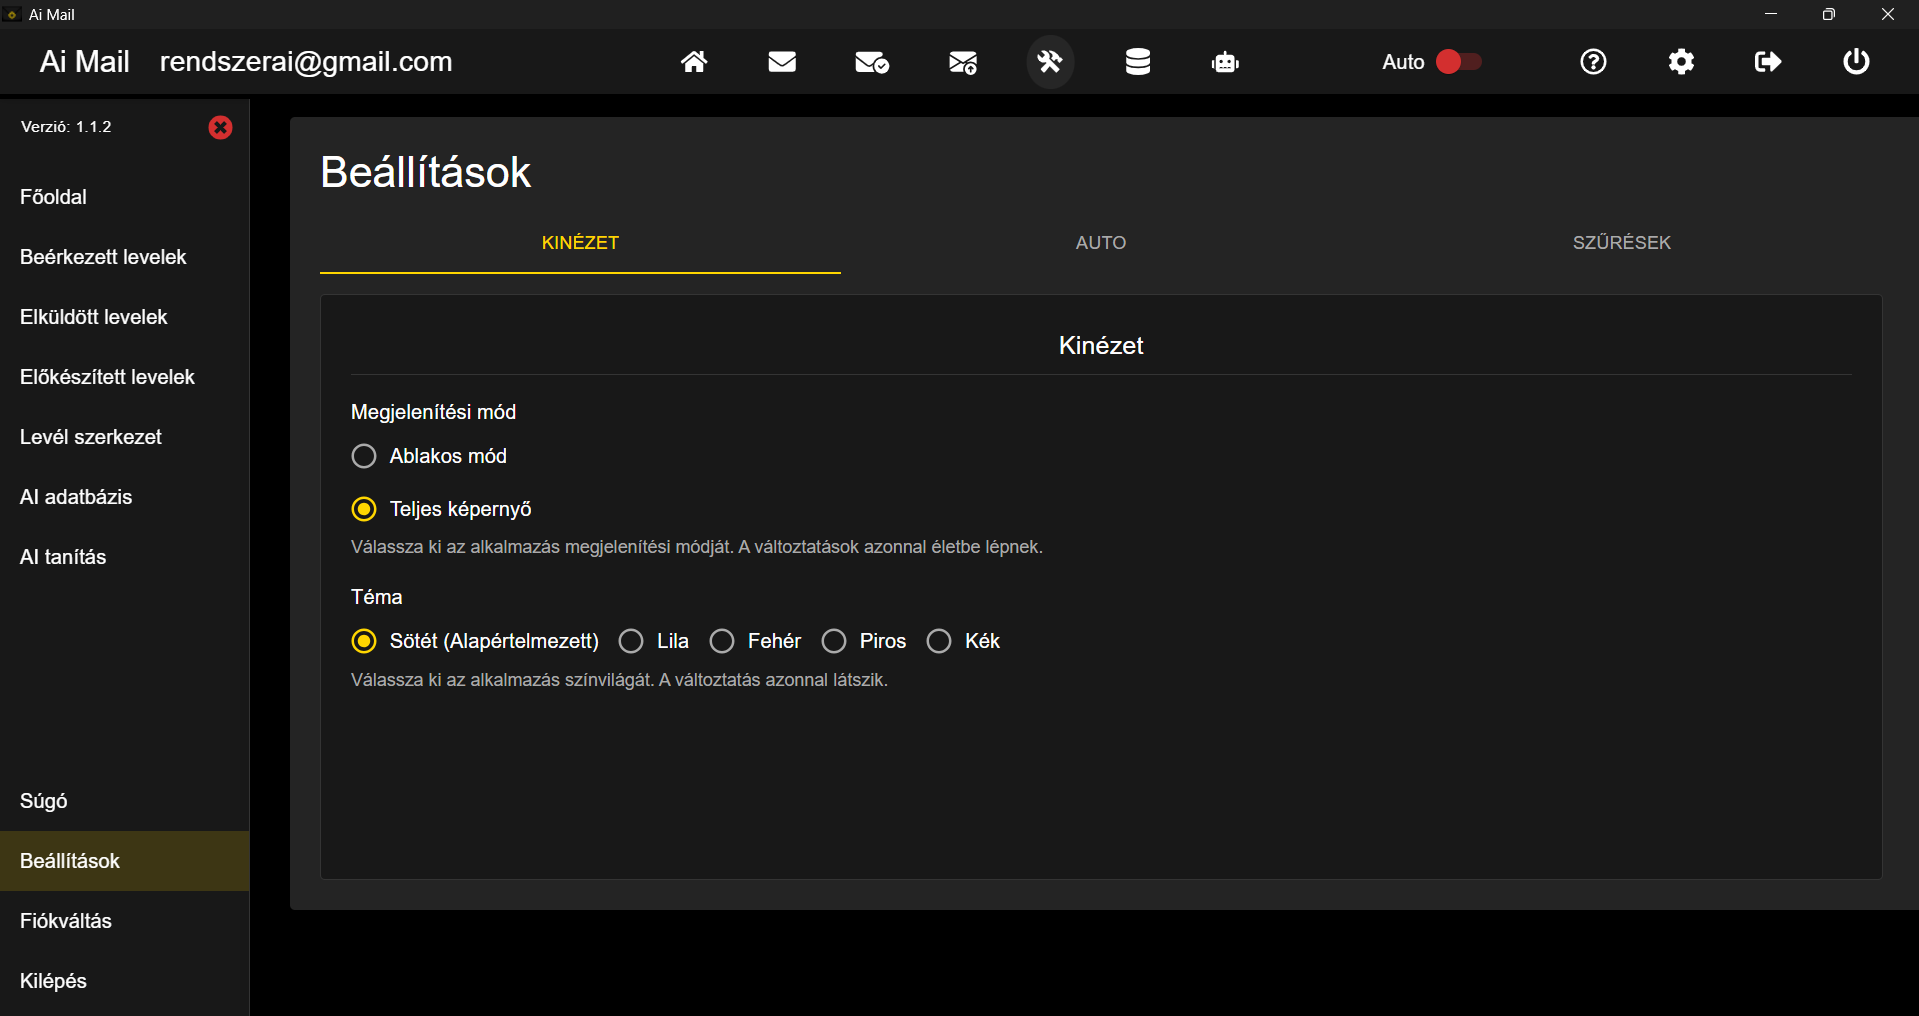 Ai Mail
Ai Mail rendszerai@gmail.com Auto
Verzió: 1.1.2
Főoldal
Beérkezett levelek
Elküldött levelek
Előkészített levelek
Levél szerkezet
AI adatbázis
AI tanítás
Súgó
Beállítások
Fiókváltás
Kilépés
Beállítások
KINÉZET AUTO SZŰRÉSEK
Kinézet
Megjelenítési mód
Ablakos mód
Teljes képernyő
Válassza ki az alkalmazás megjelenítési módját. A változtatások azonnal életbe lépnek.
Téma
Sötét (Alapértelmezett) Lila Fehér Piros Kék
Válassza ki az alkalmazás színvilágát. A változtatás azonnal látszik.